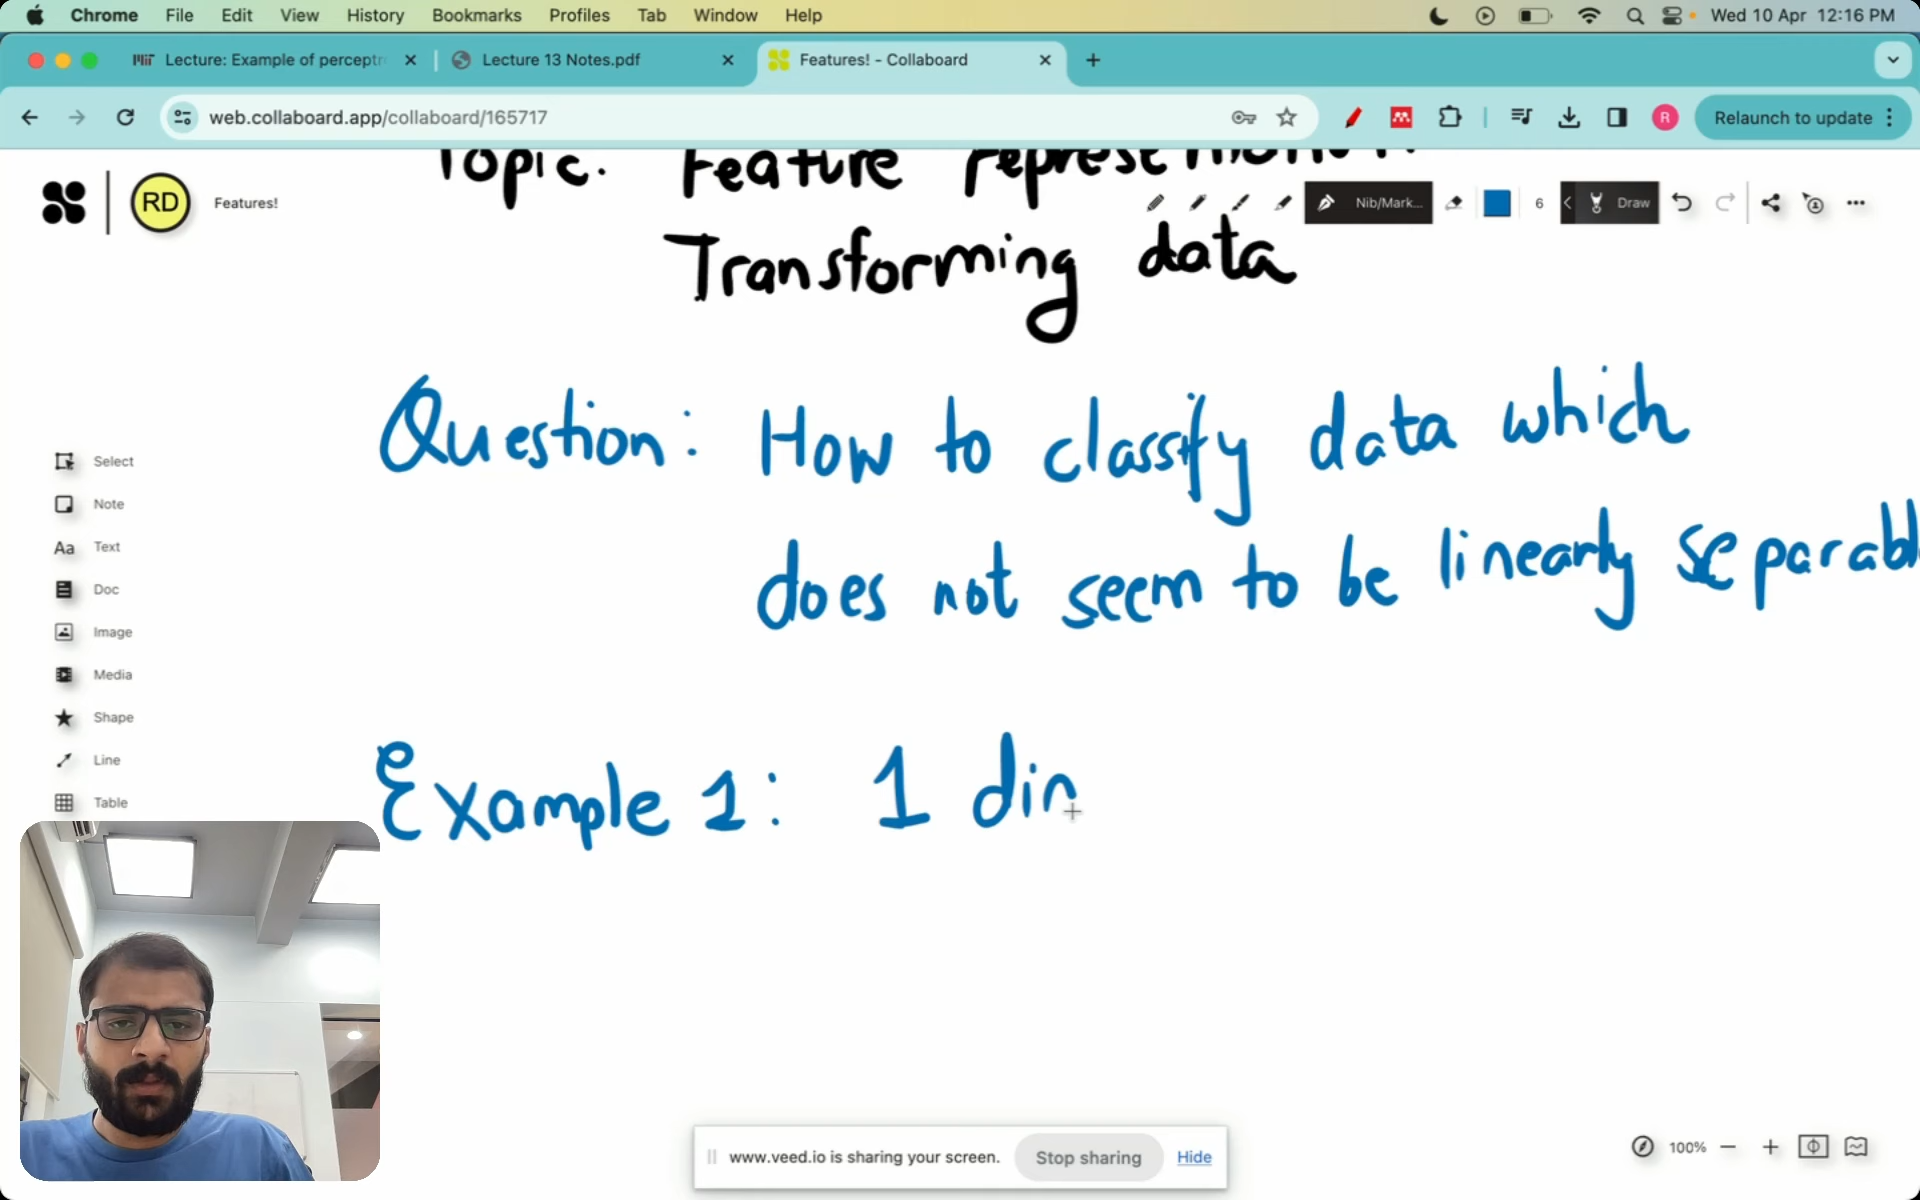 Chrome File Edit View History Bookmarks Profiles Tab Window Help Wed 10 Apr 12:16 PM
Lecture: Example of perceptr Lecture 13 Notes.pdf Features! - Collaboard
web.collaboard.app/collaboard/165717 R Relaunch to update
Topic: Feature
RD Features! Nib/Mark... 6 Draw
Transforming data
Question: How to classify data which
does not seem to be linearly separabl
Select
Note
Text
Doc
Image
Media
Shape
Line
Table
Example 1: 1 din
www.veed.io is sharing your screen. Stop sharing Hide
100%